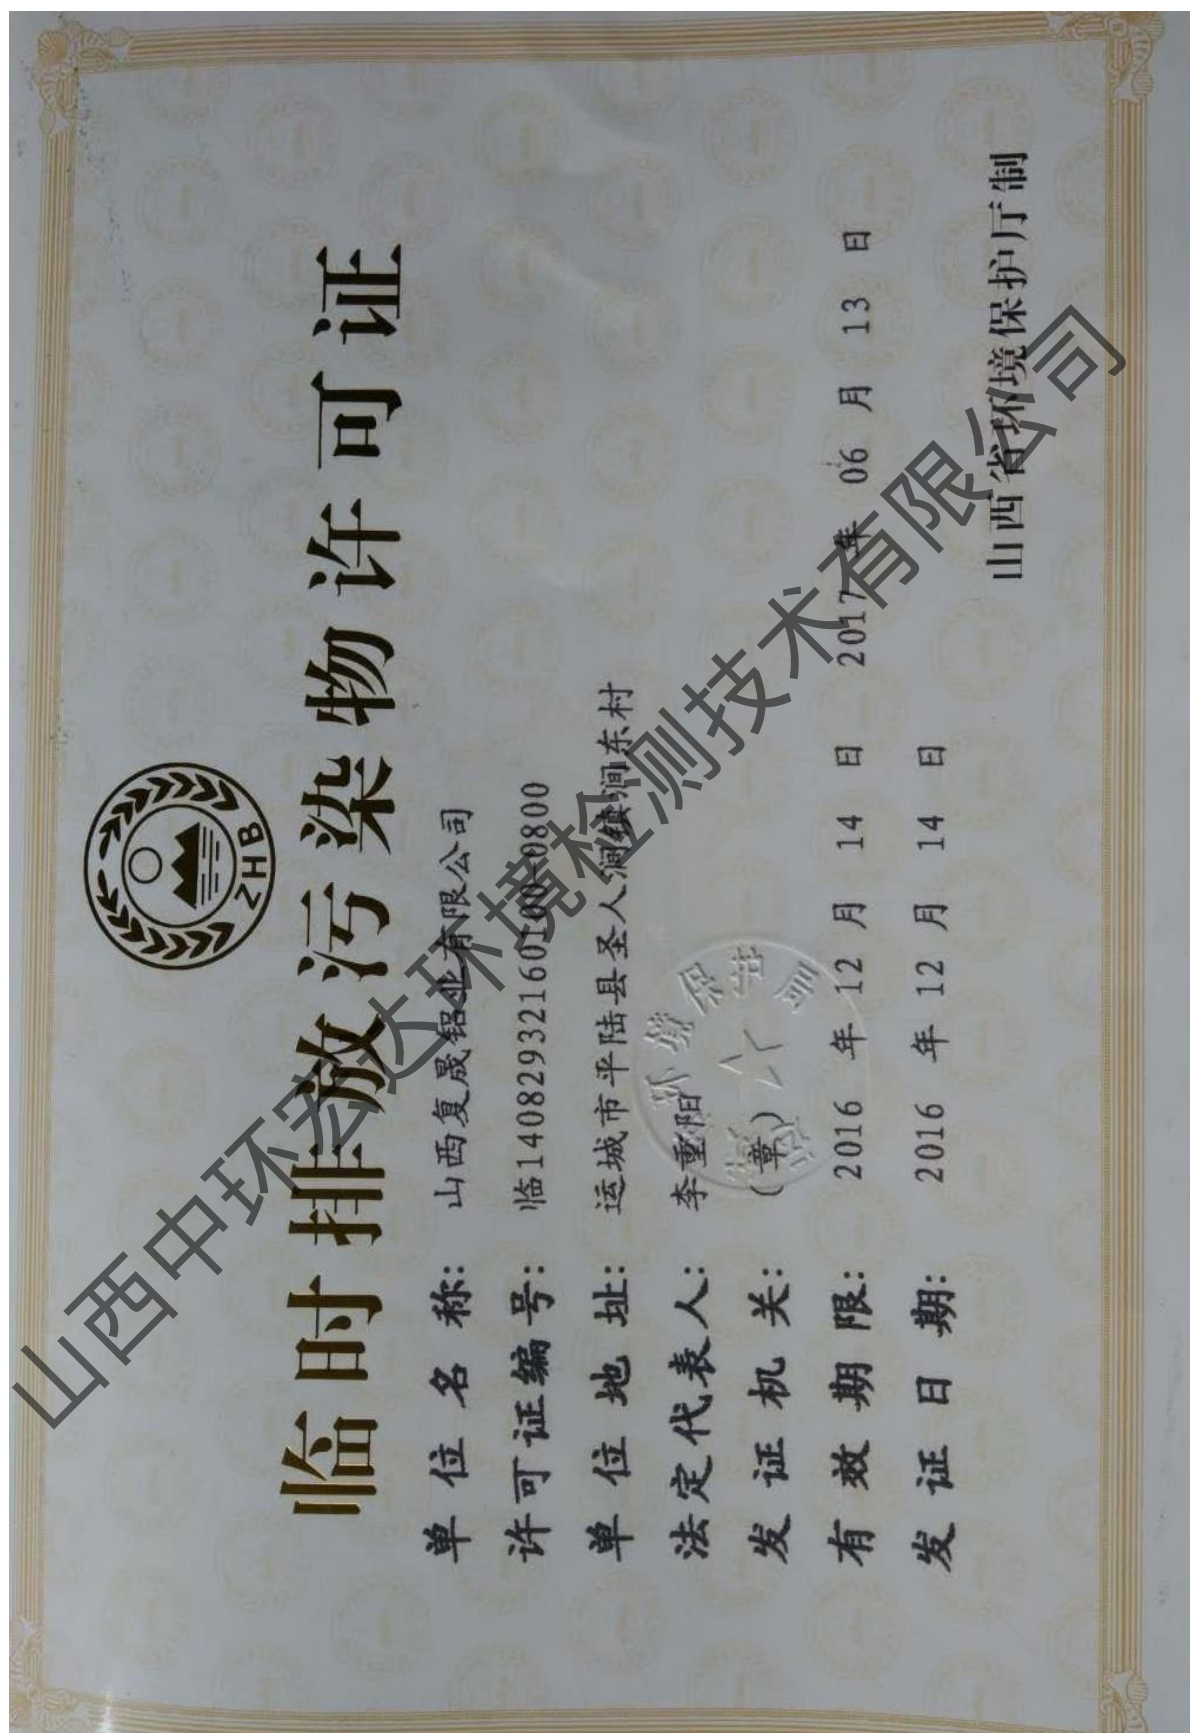 ZHB
临时排放污染物许可证
单位名称: 山西复晟铝业有限公司
许可证编号: 临14082932160100-0800
单位地址: 运城市平陆县圣人涧镇涧东村
法定代表人: 李重阳
发证机关: (章)
有效期限: 2016 年 12 月 14 日 2017 年 06 月 13 日
发证日期: 2016 年 12 月 14 日
山西省环境保护厅制
山西中环宏达环境检测技术有限公司